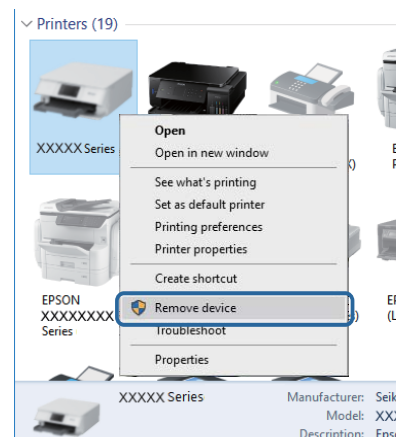 Printers (19)
XXXXX Series
Open
Open in new window
See what's printing
Set as default printer
Printing preferences
Printer properties
Create shortcut
Remove device
Troubleshoot
Properties
EPSON
XXXXXXXX
Series
XXXXX Series
Manufacturer:
Model:
Description: